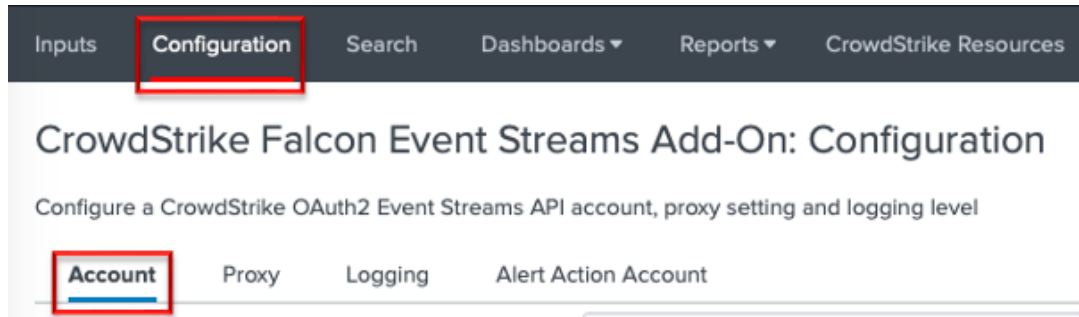 Inputs Configuration Search Dashboards▾ Reports▾ CrowdStrike Resources
CrowdStrike Falcon Event Streams Add-On: Configuration
Configure a CrowdStrike OAuth2 Event Streams API account, proxy setting and logging level
Account Proxy Logging Alert Action Account